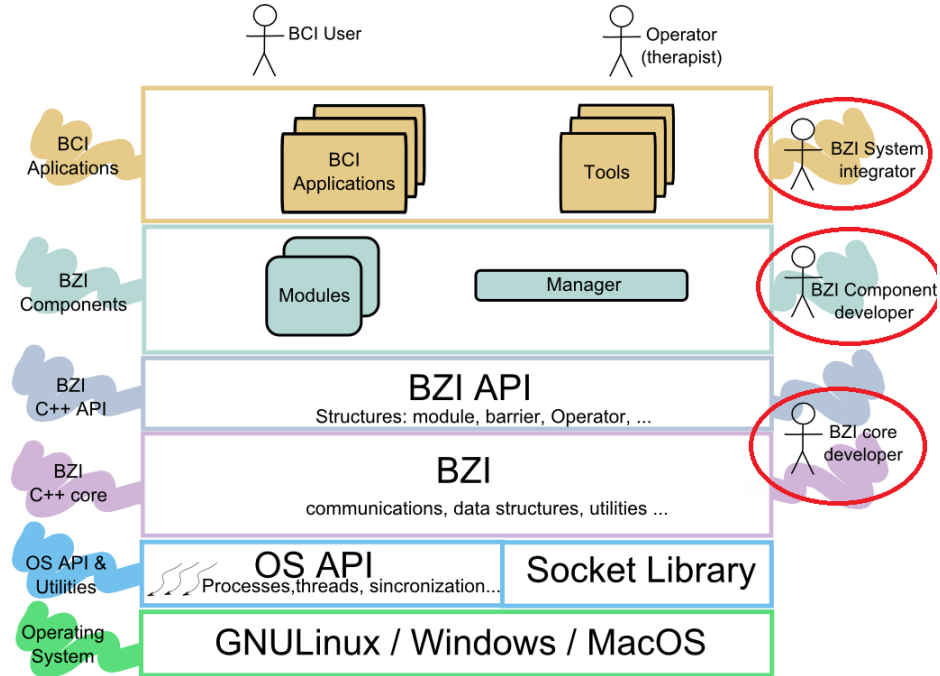 BCI User
Operator
(therapist)
BCI
Aplications
BCI
Applications
Tools
BZI System
integrator
BZI
Components
Modules
Manager
BZI Component
developer
BZI
C++ API
BZI API
Structures: module, barrier, Operator, ...
BZI core
developer
BZI
C++ core
BZI
communications, data structures, utilities ...
OS API &
Utilities
OS API
Processes,threads, sincronization...
Socket Library
Operating
System
GNULinux / Windows / MacOS